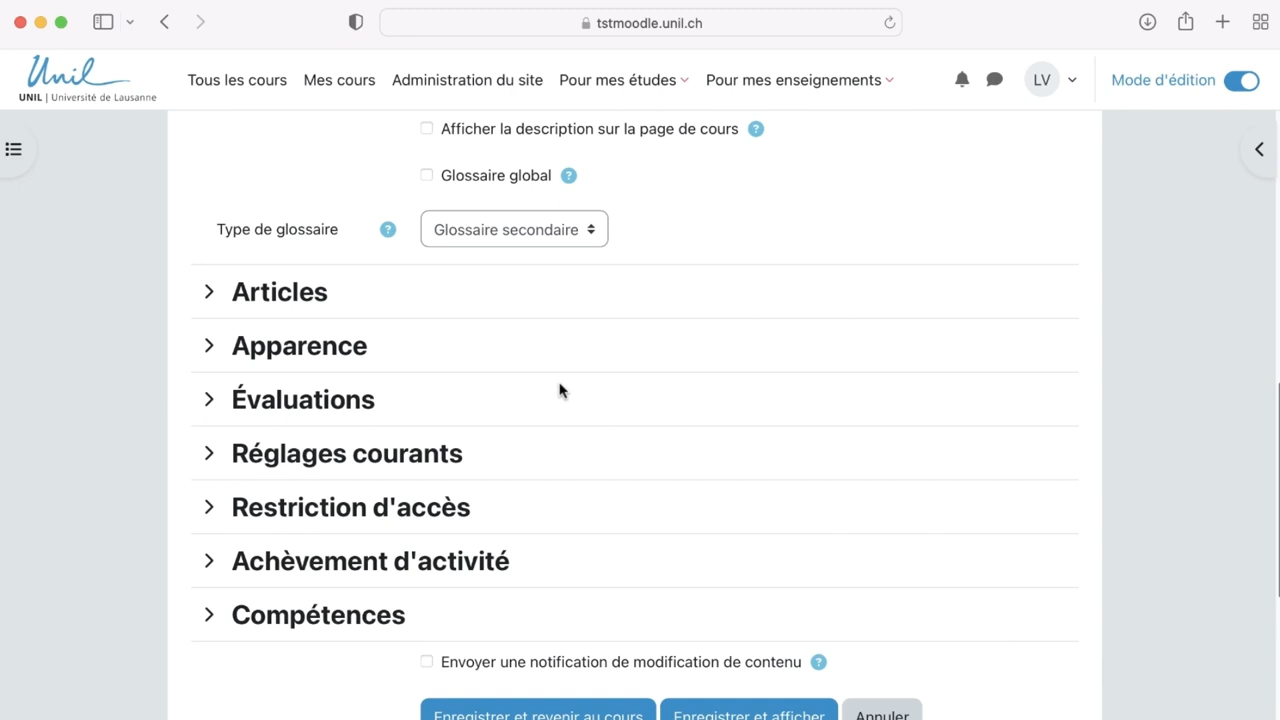 tstmoodle.unil.ch
Unil
UNIL | Université de Lausanne
Tous les cours
Mes cours
Administration du site
Pour mes études
Pour mes enseignements
LV
Mode d'édition
Afficher la description sur la page de cours ?
Glossaire global ?
Type de glossaire ? Glossaire secondaire
Articles
Apparence
Évaluations
Réglages courants
Restriction d'accès
Achèvement d'activité
Compétences
Envoyer une notification de modification de contenu ?
Enregistrer et revenir au cours
Enregistrer et afficher
Annuler